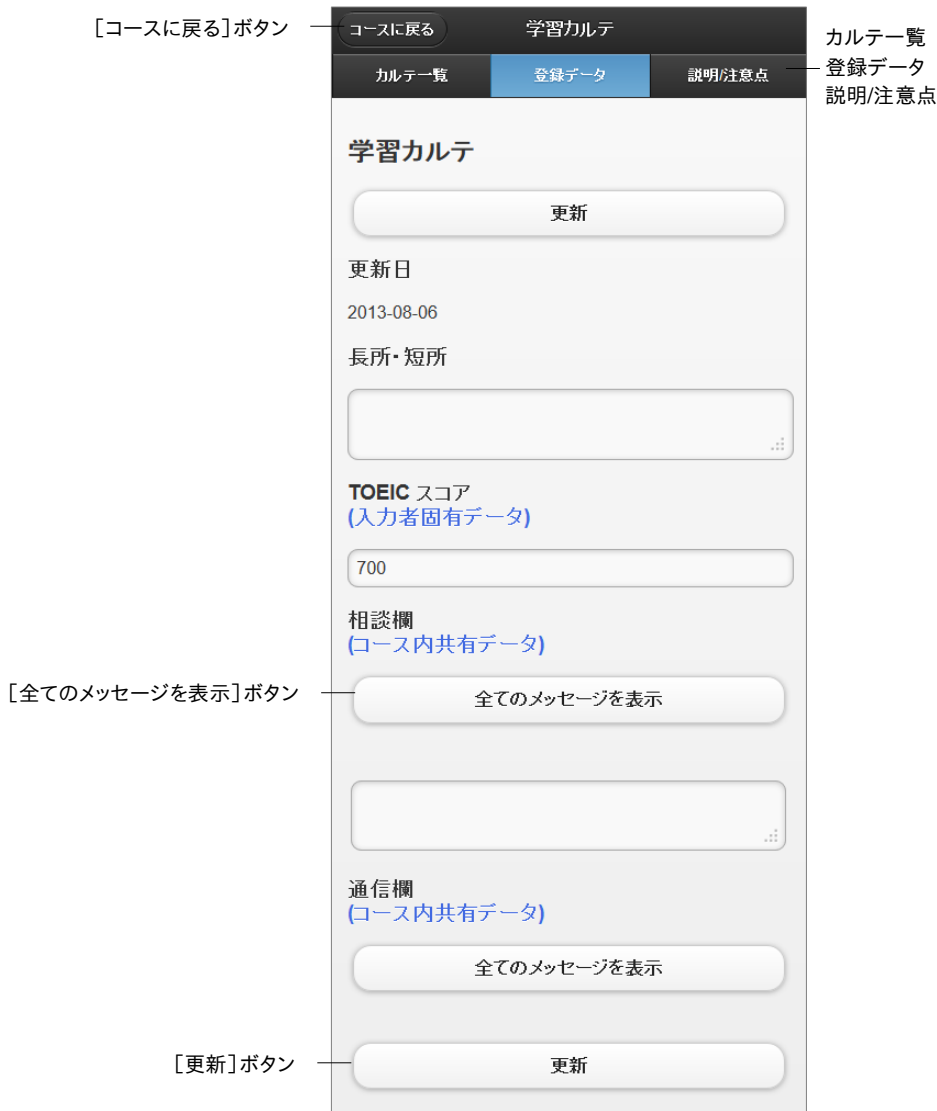 ［コースに戻る］ボタン
コースに戻る
学習カルテ
カルテ一覧
登録データ
説明/注意点
カルテ一覧
登録データ
説明/注意点
学習カルテ
更新
更新日
2013-08-06
長所・短所
TOEIC スコア
(入力者固有データ)
700
相談欄
(コース内共有データ)
［全てのメッセージを表示］ボタン
全てのメッセージを表示
通信欄
(コース内共有データ)
全てのメッセージを表示
［更新］ボタン
更新